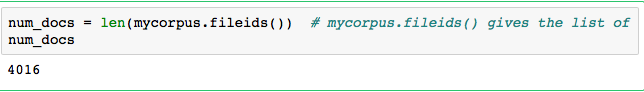 num_docs = len(mycorpus.fileids())  # mycorpus.fileids() gives the list of
num_docs
4016